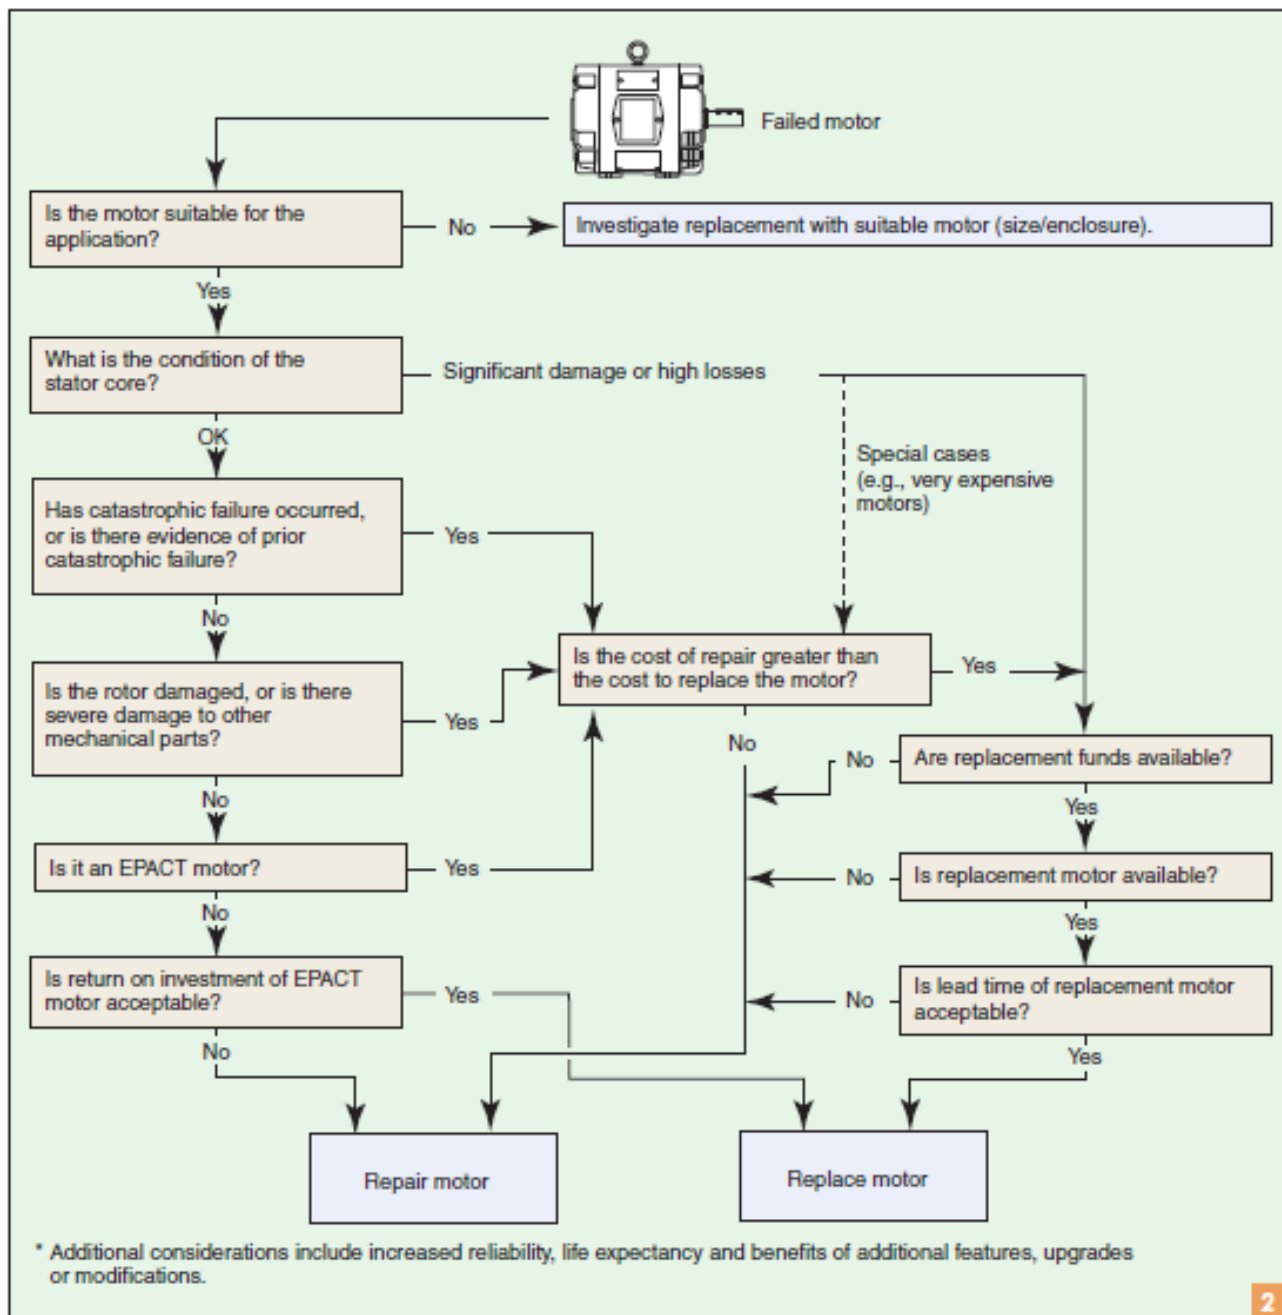 Failed motor
Is the motor suitable for the
application?
No
Investigate replacement with suitable motor (size/enclosure).
Yes
What is the condition of the
stator core?
Significant damage or high losses
OK
Special cases
(e.g., very expensive
motors)
Has catastrophic failure occurred,
or is there evidence of prior
catastrophic failure?
Yes
No
Is the cost of repair greater than
the cost to replace the motor?
Yes
Is the rotor damaged, or is there
severe damage to other
mechanical parts?
Yes
No
No
Are replacement funds available?
No
Yes
Is it an EPACT motor?
Yes
No
Is replacement motor available?
No
Yes
Is return on investment of EPACT
motor acceptable?
Yes
No
Is lead time of replacement motor
acceptable?
No
Yes
Repair motor
Replace motor
* Additional considerations include increased reliability, life expectancy and benefits of additional features, upgrades
or modifications.
2